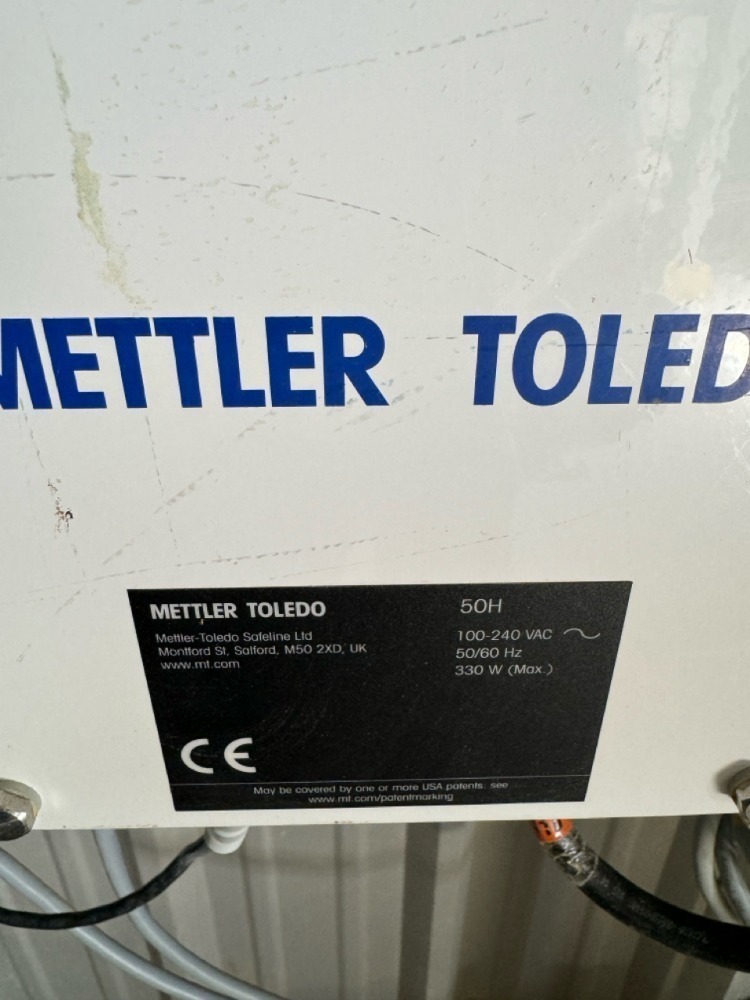 METTLER TOLED
METTLER TOLEDO
Mettler-Toledo Safeline Ltd
Montford St, Salford, M50 2XD, UK
www.mt.com
50H
100-240 VAC
50/60 Hz
330 W (Max.)
CE
May be covered by one or more USA patents: see
www.mt.com/patentmarking